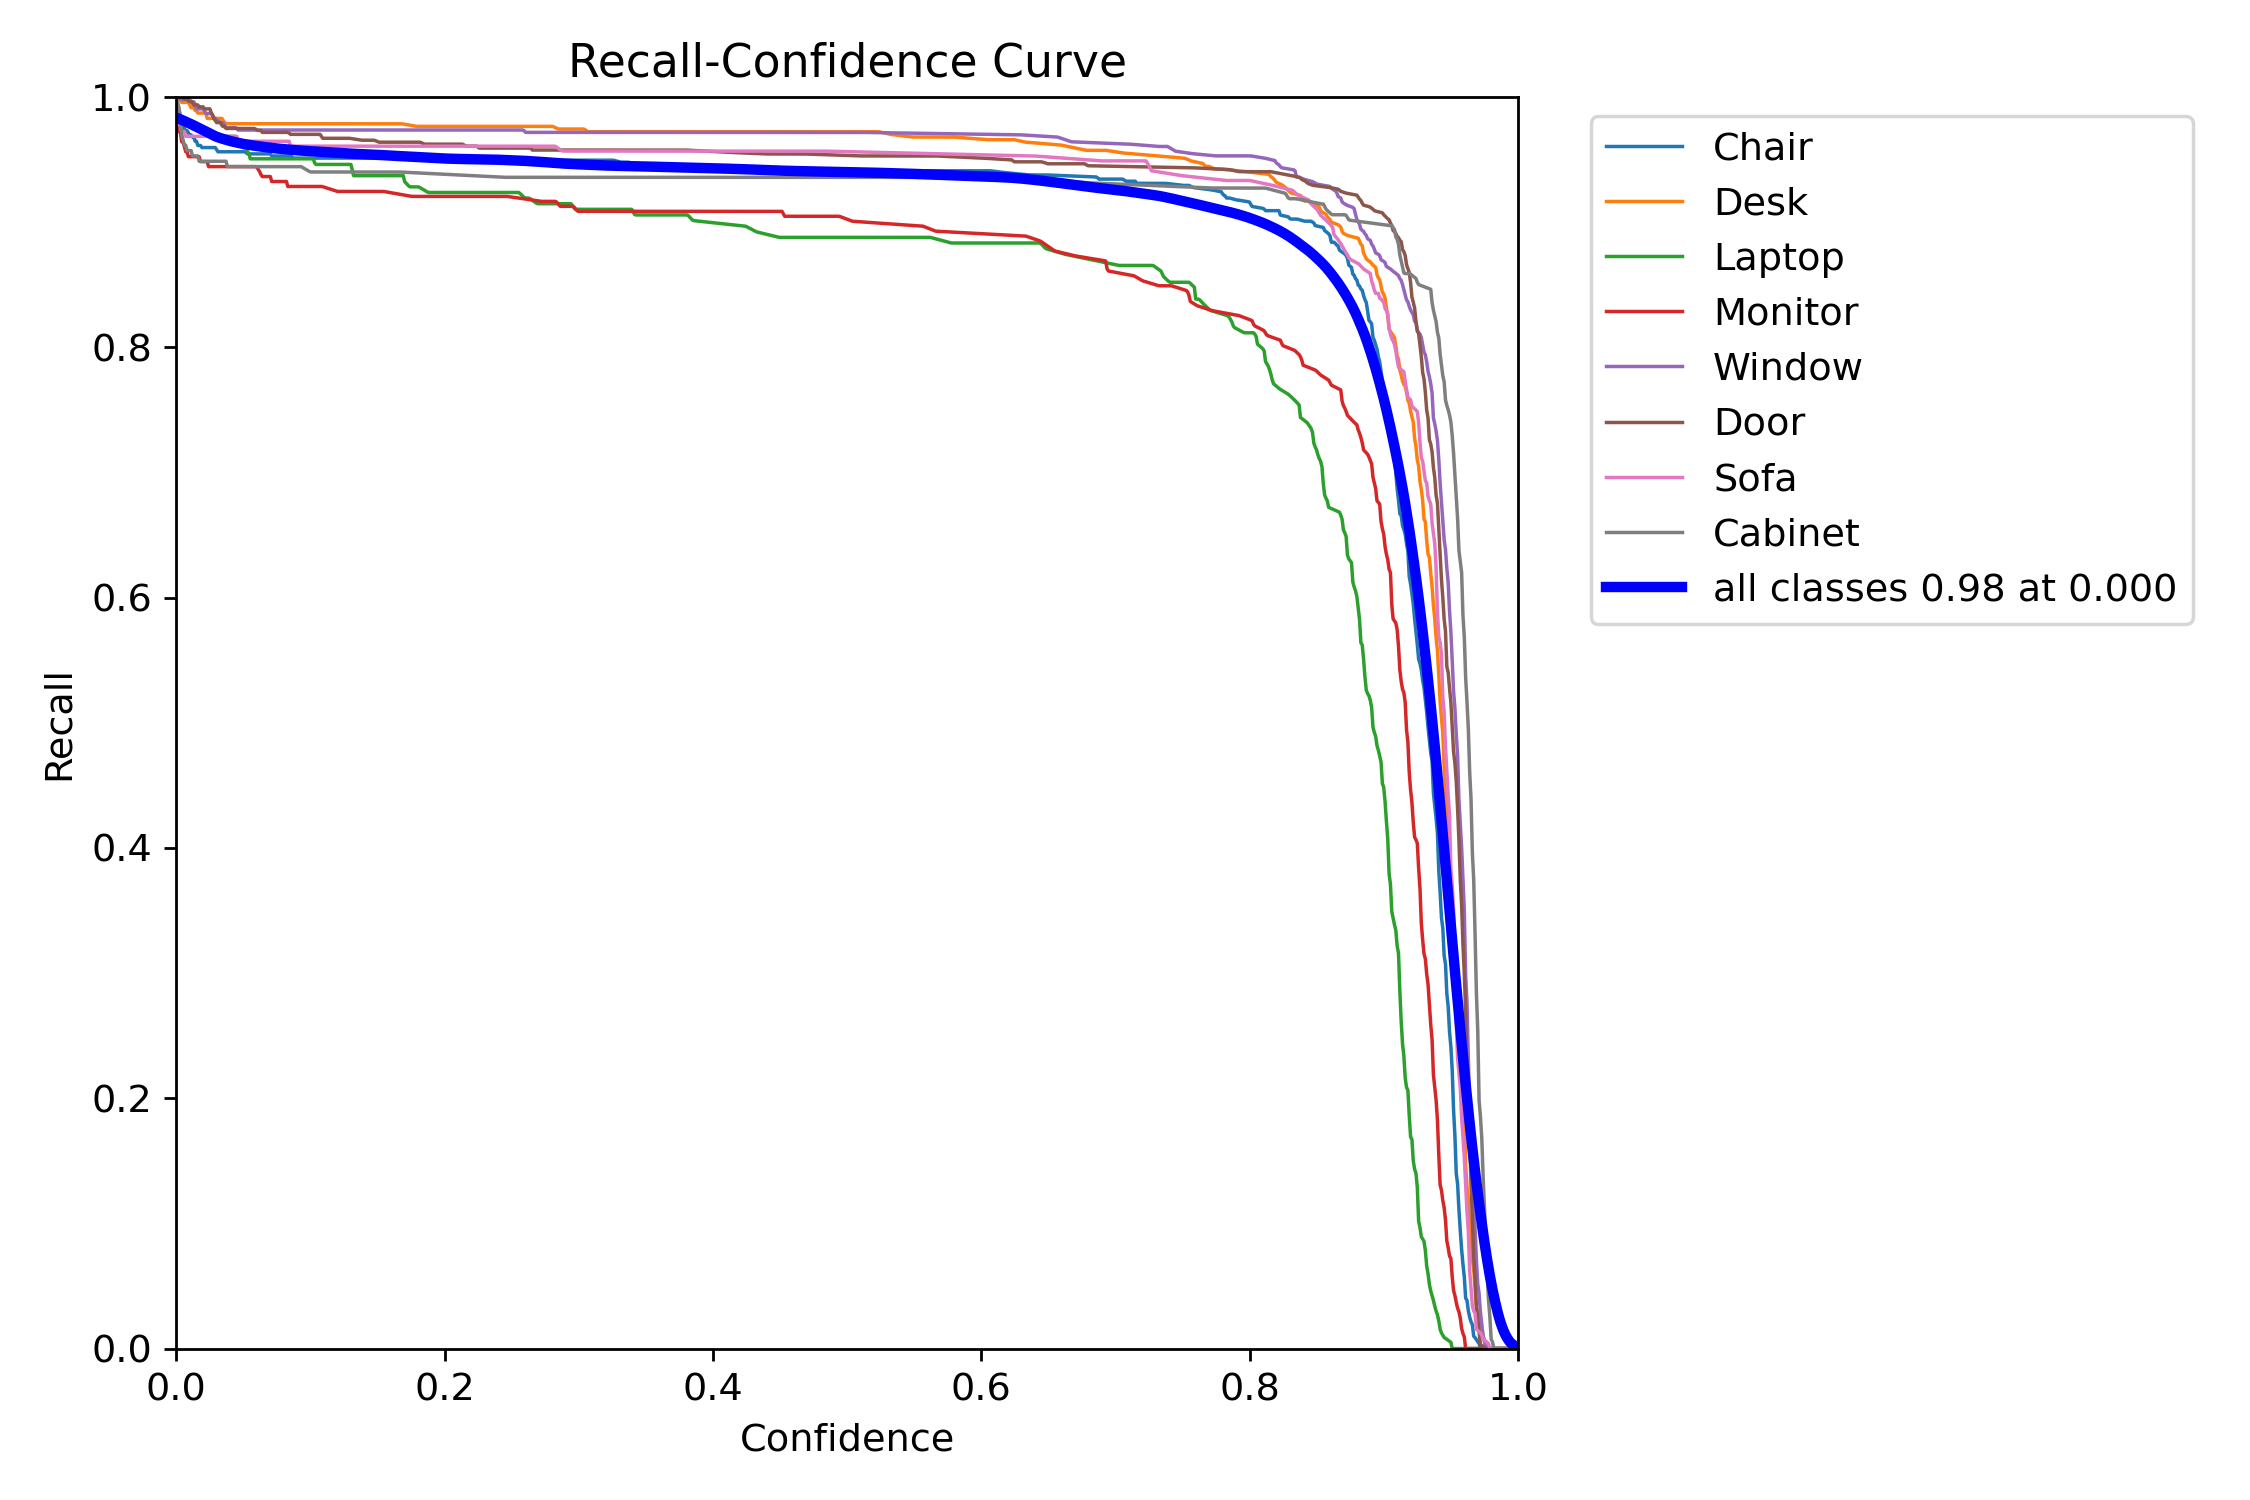 Recall-Confidence Curve
1.0
0.8
0.6
0.4
0.2
0.0
Recall
0.0 0.2 0.4 0.6 0.8 1.0
Confidence
Chair
Desk
Laptop
Monitor
Window
Door
Sofa
Cabinet
all classes 0.98 at 0.000